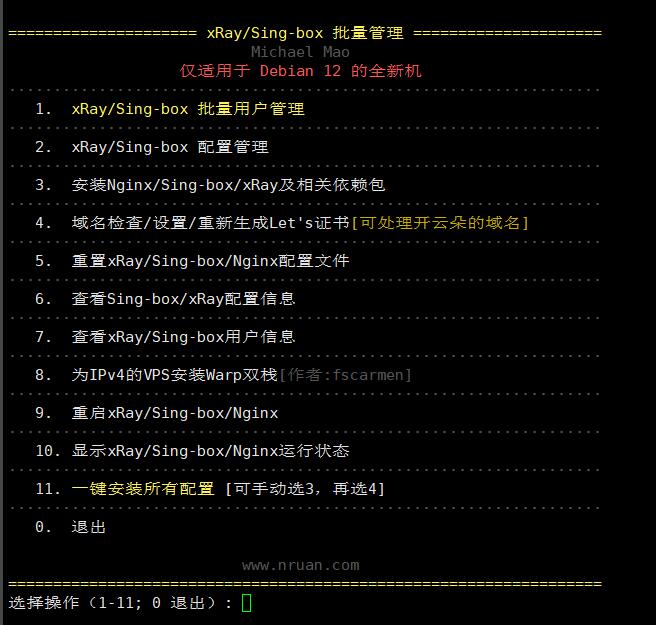 ===================== xRay/Sing-box 批量管理 =====================
Michael Mao
仅适用于 Debian 12 的全新机
1. xRay/Sing-box 批量用户管理
2. xRay/Sing-box 配置管理
3. 安装Nginx/Sing-box/xRay及相关依赖包
4. 域名检查/设置/重新生成Let's证书[可处理开云朵的域名]
5. 重置xRay/Sing-box/Nginx配置文件
6. 查看Sing-box/xRay配置信息
7. 查看xRay/Sing-box用户信息
8. 为IPv4的VPS安装Warp双栈[作者:fscarmen]
9. 重启xRay/Sing-box/Nginx
10. 显示xRay/Sing-box/Nginx运行状态
11. 一键安装所有配置 [可手动选3，再选4]
0. 退出
www.nruan.com
==================================================================
选择操作（1-11; 0 退出）: